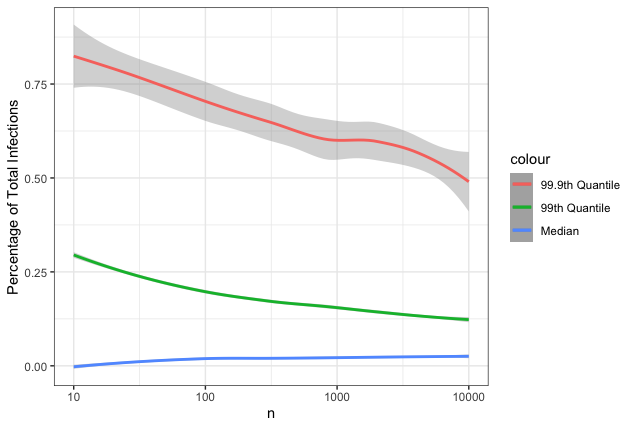 Percentage of Total Infections
0.75
0.50
0.25
0.00
10
100
1000
10000
n
colour
99.9th Quantile
99th Quantile
Median